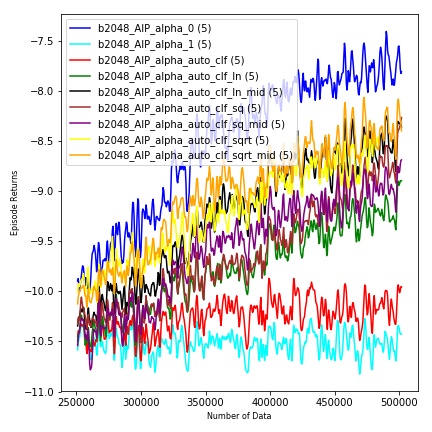 b2048_AIP_alpha_0 (5)
b2048_AIP_alpha_1 (5)
b2048_AIP_alpha_auto_clf (5)
b2048_AIP_alpha_auto_clf_ln (5)
b2048_AIP_alpha_auto_clf_ln_mid (5)
b2048_AIP_alpha_auto_clf_sq (5)
b2048_AIP_alpha_auto_clf_sq_mid (5)
b2048_AIP_alpha_auto_clf_sqrt (5)
b2048_AIP_alpha_auto_clf_sqrt_mid (5)
Episode Returns
−7.5
−8.0
−8.5
−9.0
−9.5
−10.0
−10.5
−11.0
250000 300000 350000 400000 450000 500000
Number of Data